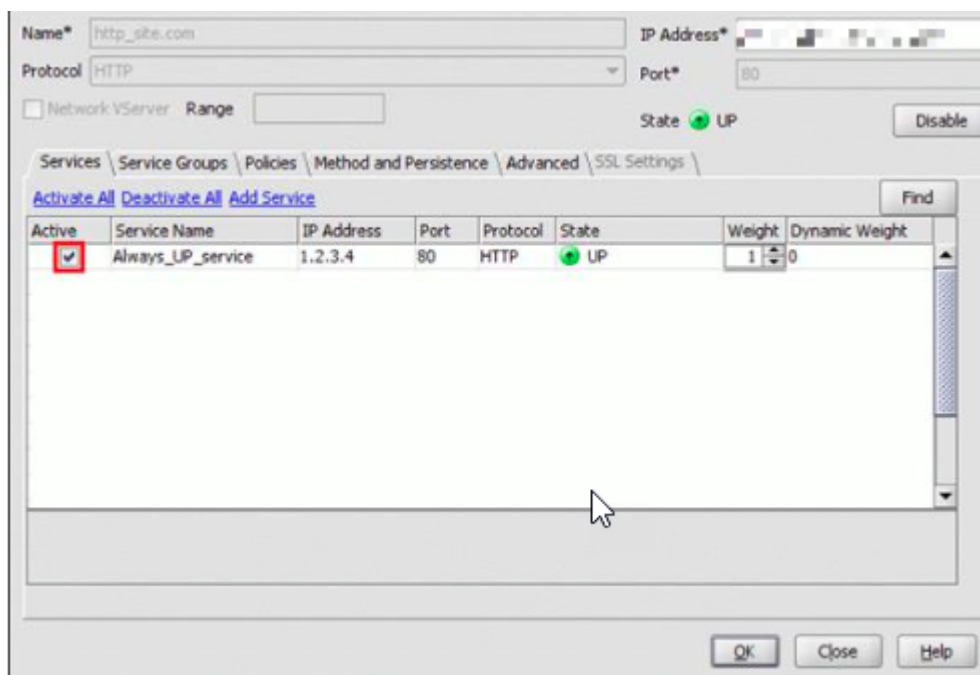 Name* http_site.com IP Address*
Protocol HTTP Port* 80
Network VServer Range
State UP Disable
Services Service Groups Policies Method and Persistence Advanced SSL Settings
Activate All Deactivate All Add Service Find
Active Service Name IP Address Port Protocol State Weight Dynamic Weight
Always_UP_service 1.2.3.4 80 HTTP UP 1 0
OK Close Help